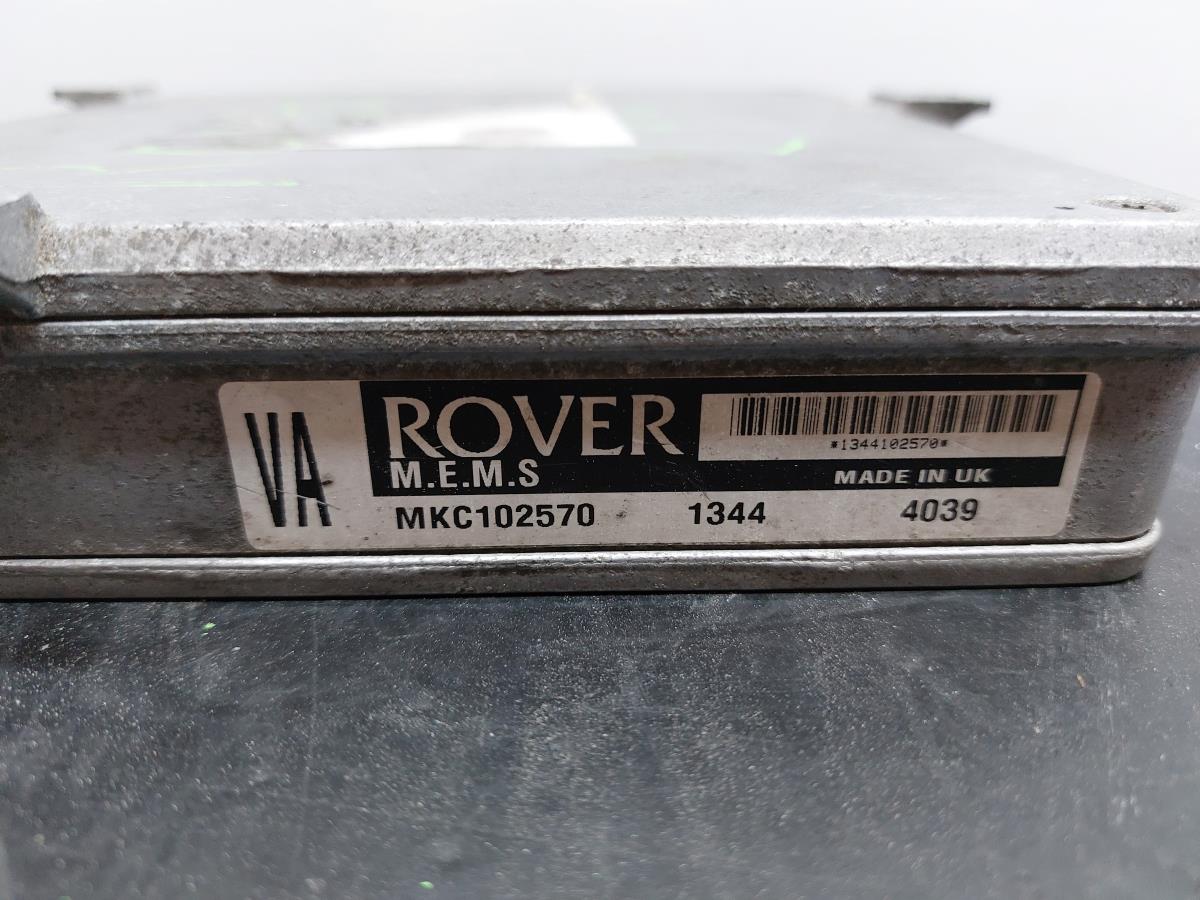 VA
ROVER
*1344102570*
M.E.M.S
MADE IN UK
MKC102570 1344 4039